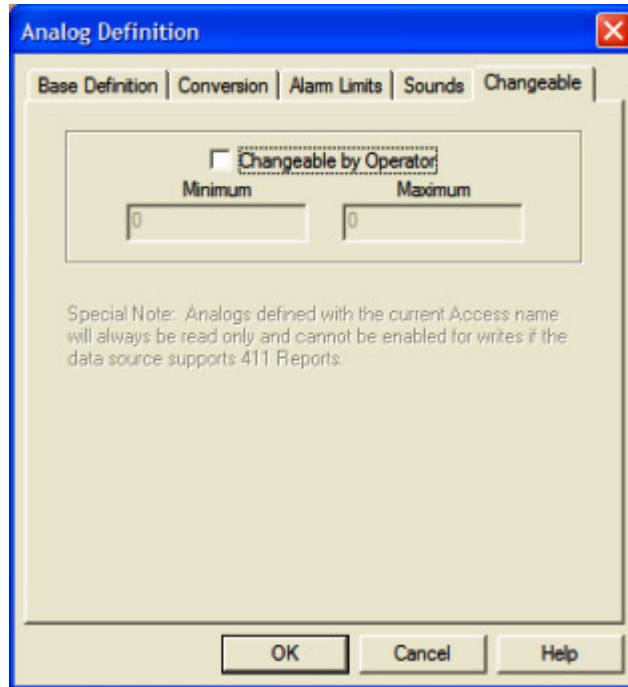 Analog Definition
Base Definition Conversion Alarm Limits Sounds Changeable
Changeable by Operator
Minimum Maximum
0 0
Special Note: Analogs defined with the current Access name
will always be read only and cannot be enabled for writes if the
data source supports 411 Reports.
OK Cancel Help